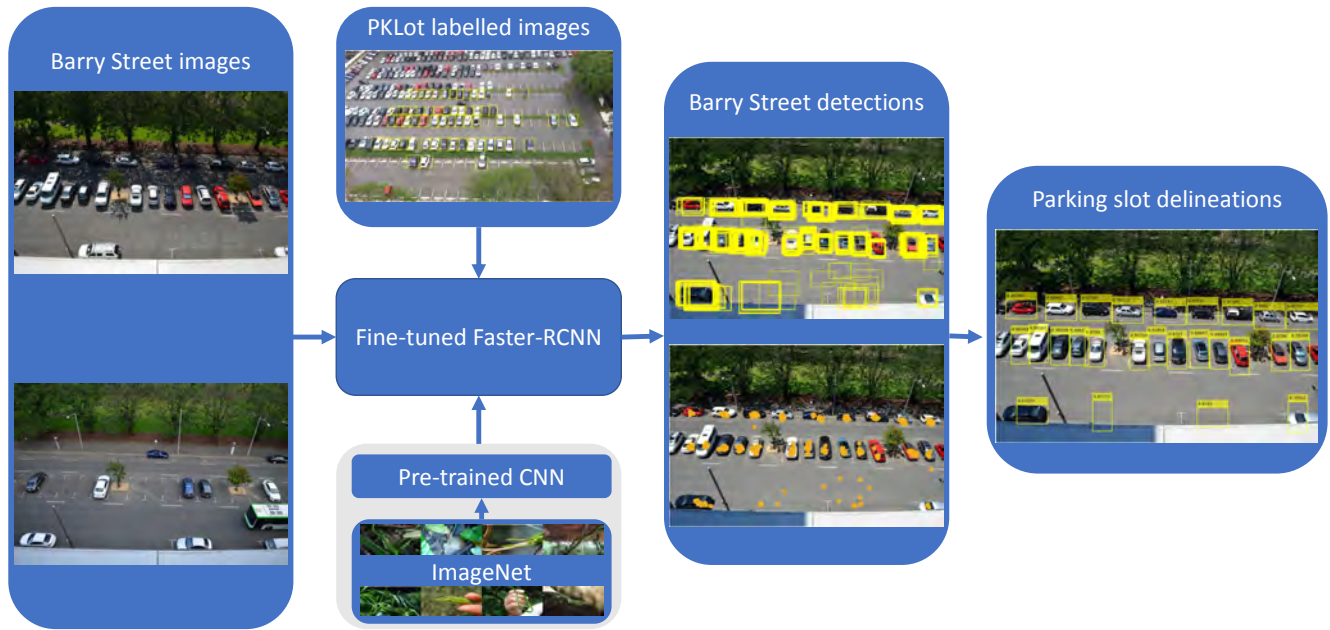 Barry Street images
PKLot labelled images
Fine-tuned Faster-RCNN
Pre-trained CNN
ImageNet
Barry Street detections
Parking slot delineations